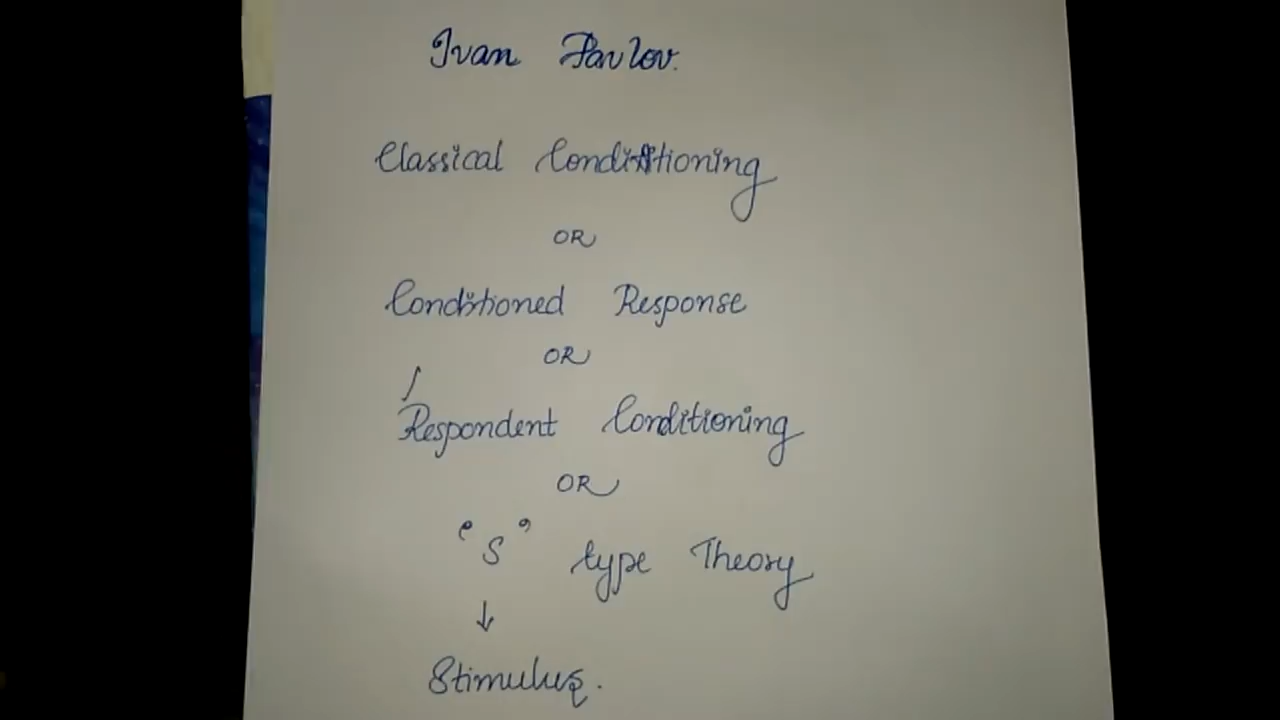 Ivan Pavlov.
Classical Conditioning
OR
Conditioned Response
OR
Respondent Conditioning
OR
'S' type Theory
↓
Stimulus.